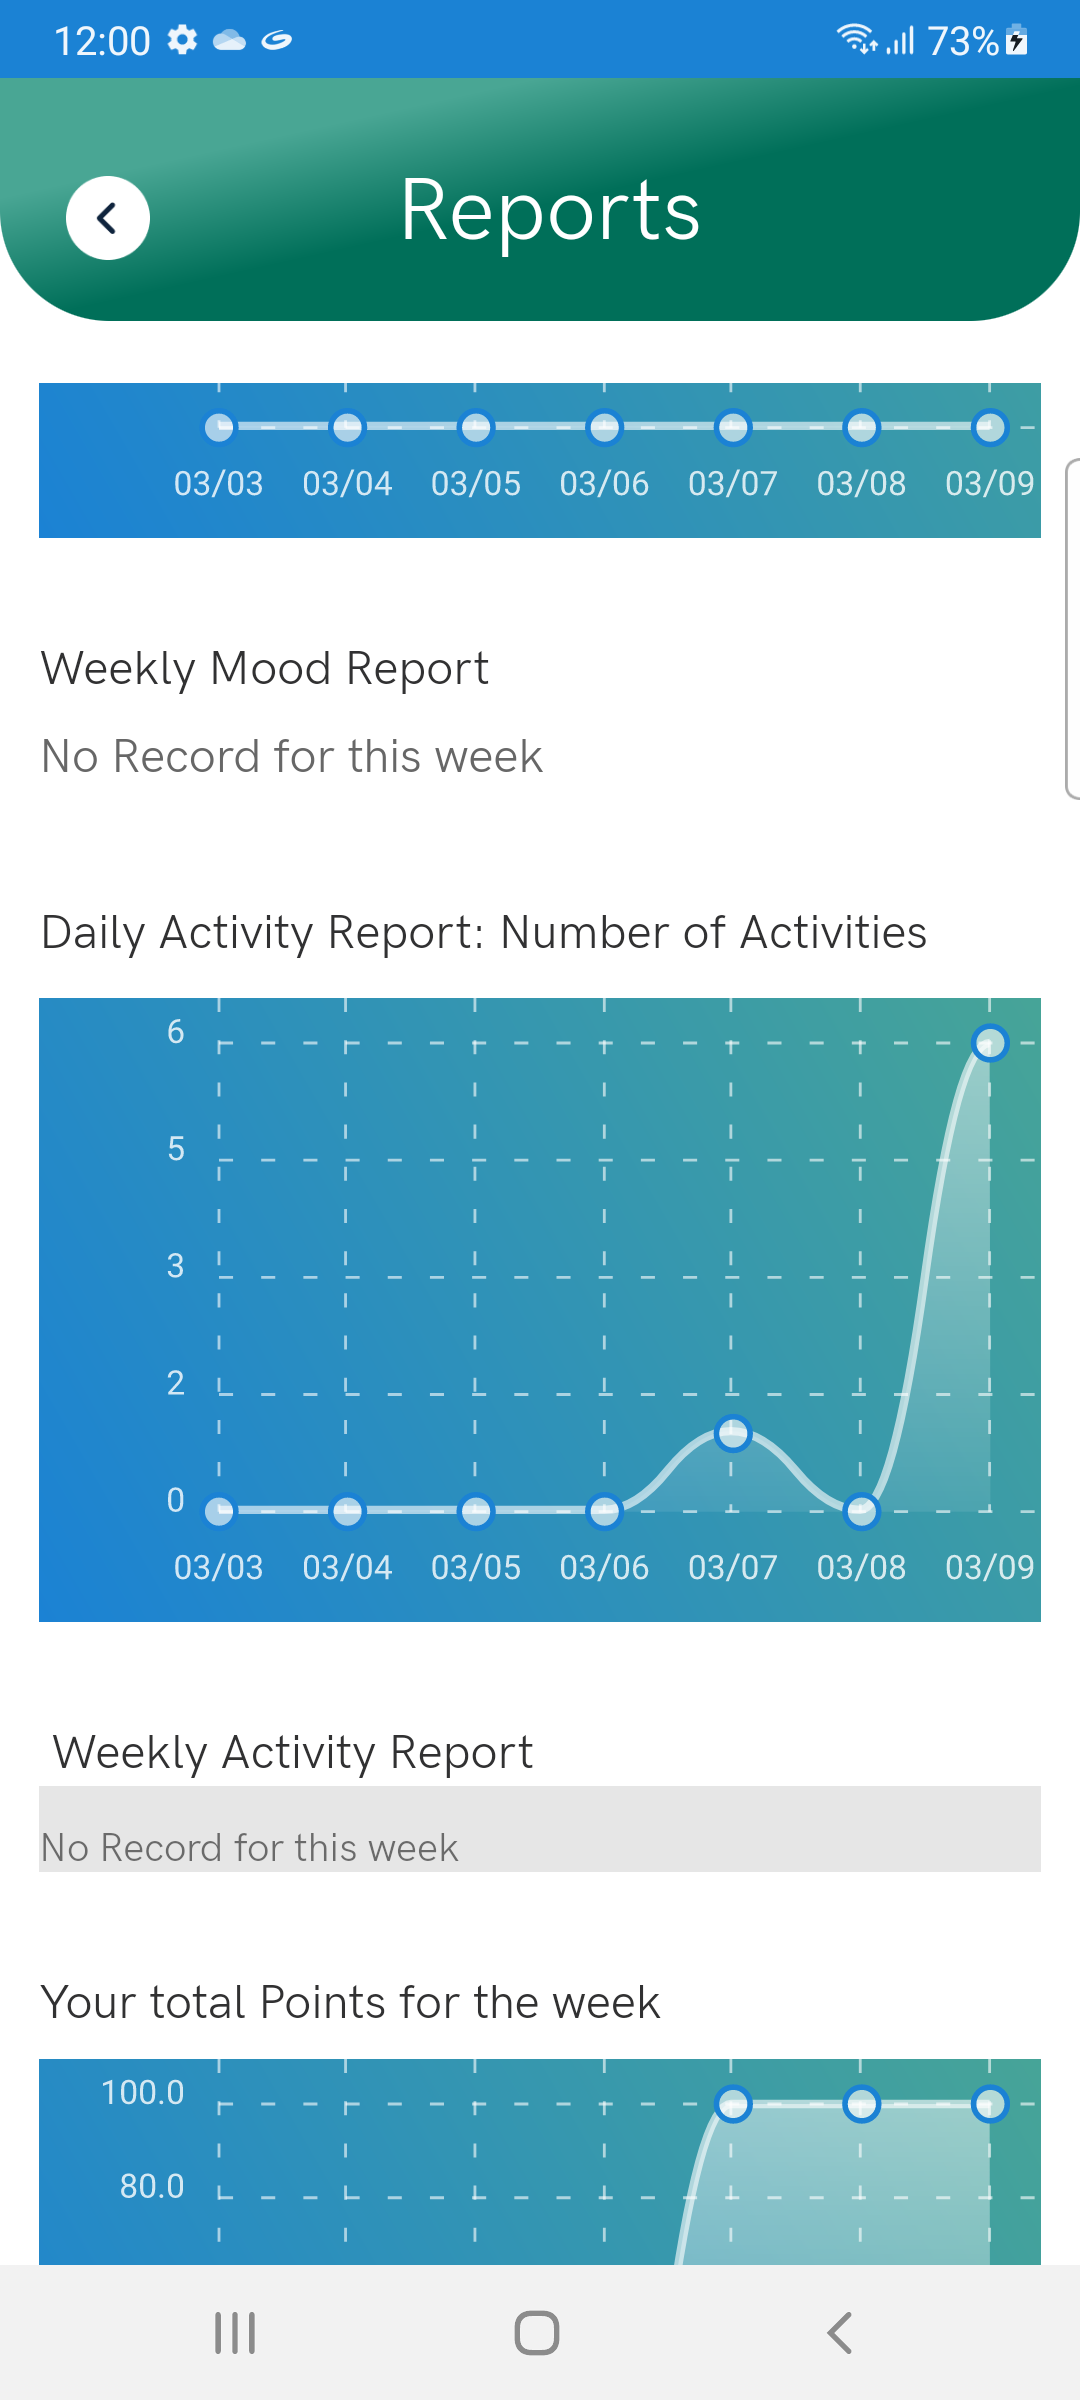 12:00
73%
Reports
03/03 03/04 03/05 03/06 03/07 03/08 03/09
Weekly Mood Report
No Record for this week
Daily Activity Report: Number of Activities
6
5
3
2
0
03/03 03/04 03/05 03/06 03/07 03/08 03/09
Weekly Activity Report
No Record for this week
Your total Points for the week
100.0
80.0